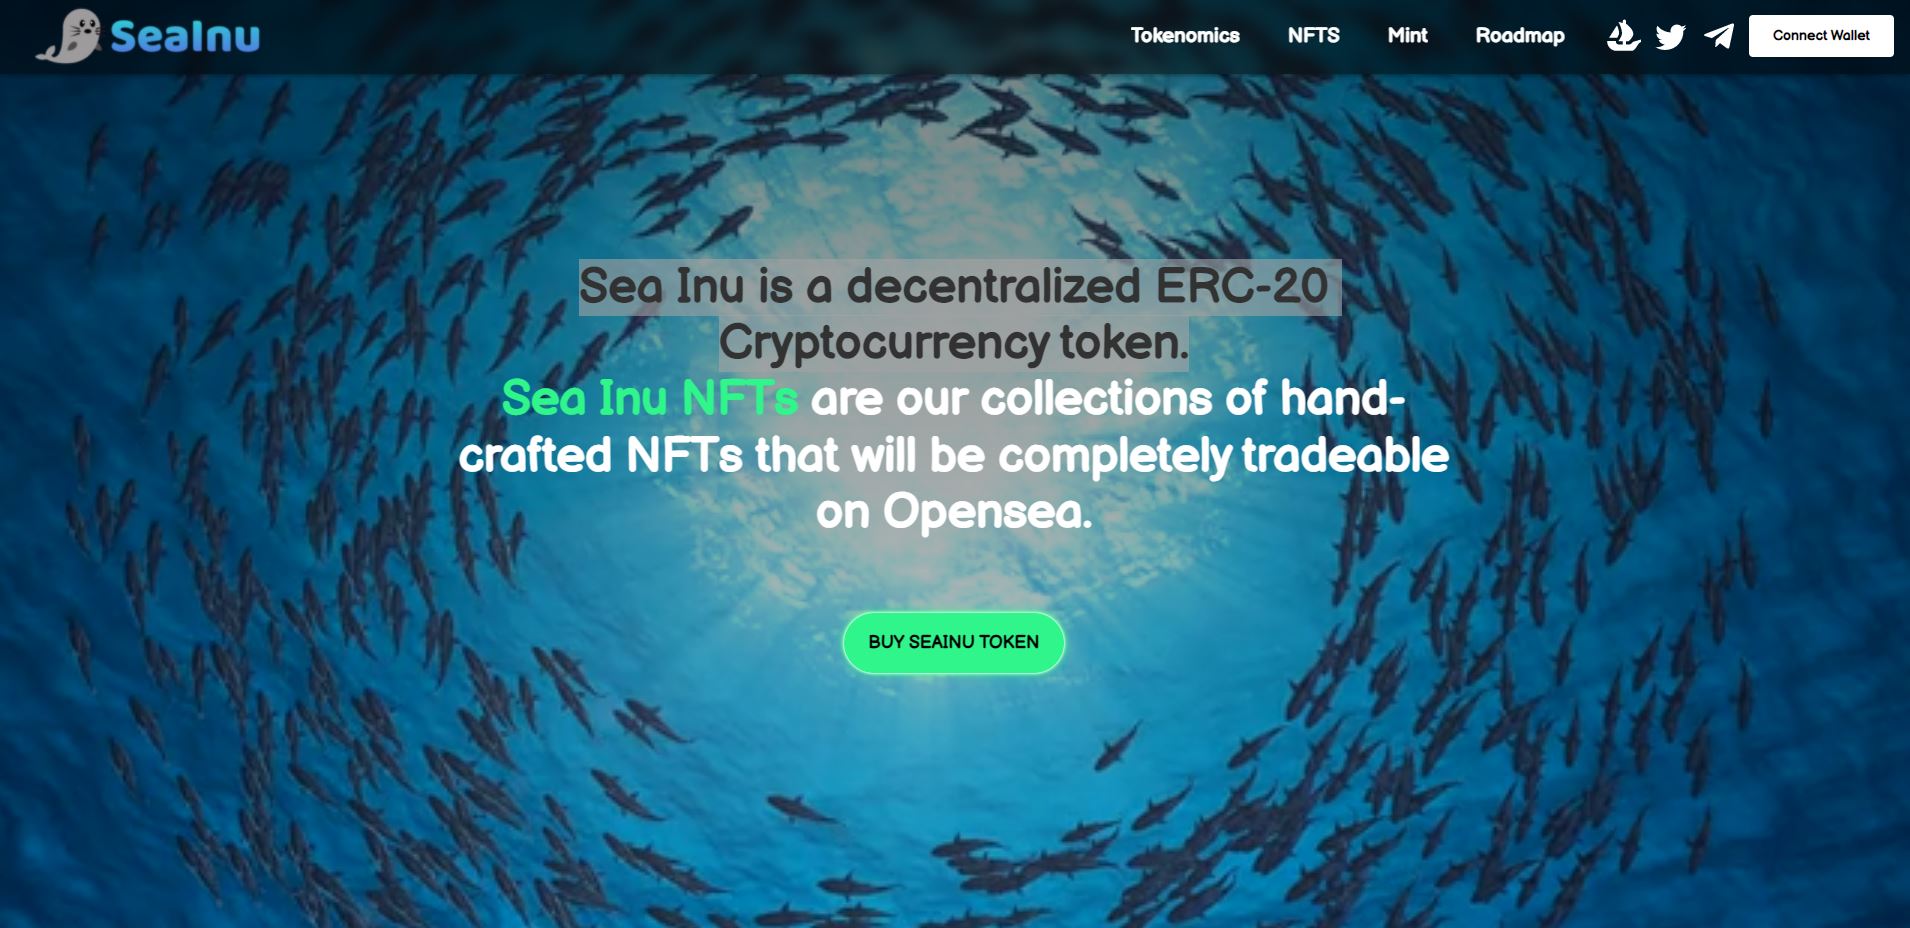 SeaInu
Tokenomics
NFTS
Mint
Roadmap
Connect Wallet
Sea Inu is a decentralized ERC-20
Cryptocurrency token.
Sea Inu NFTs are our collections of hand-
crafted NFTs that will be completely tradeable
on Opensea.
BUY SEAINU TOKEN